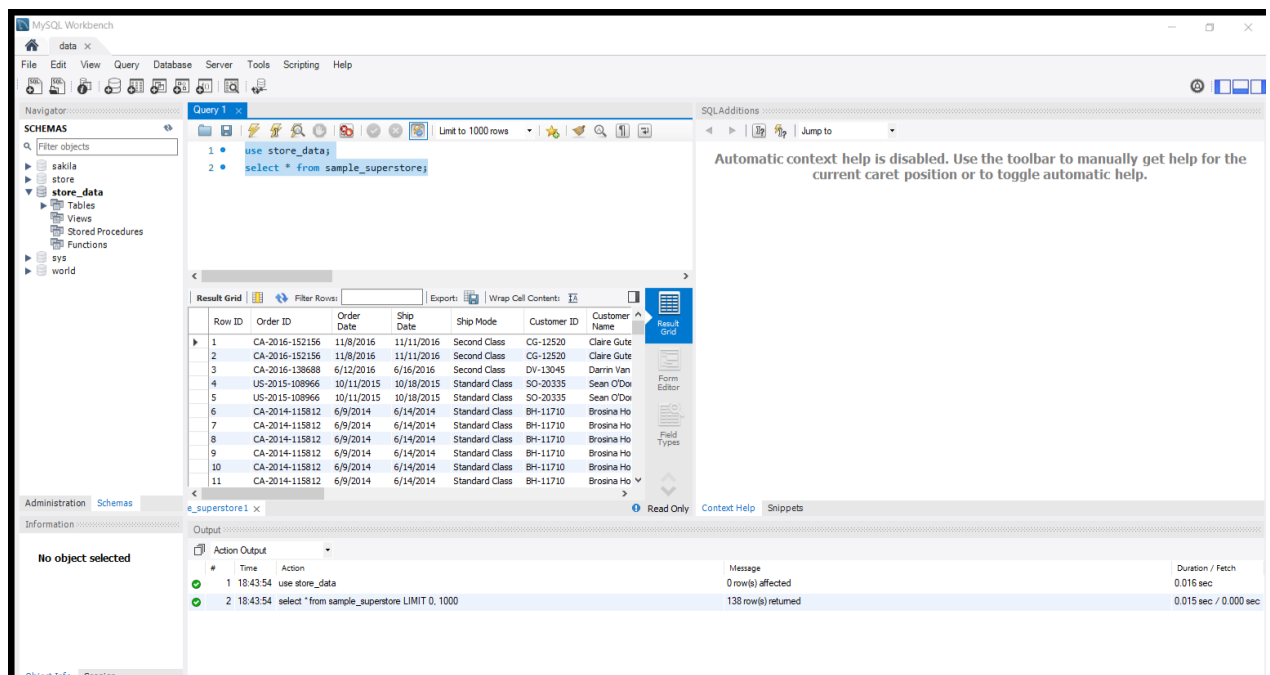 MySQL Workbench
data
File Edit View Query Database Server Tools Scripting Help
Navigator
SCHEMAS
Filter objects
sakila
store
store_data
Tables
Views
Stored Procedures
Functions
sys
world
Administration Schemas
Information
No object selected
Query 1
Limit to 1000 rows
1 use store_data;
2 select * from sample_superstore;
Result Grid Filter Rows: Export: Wrap Cell Content:
Row ID Order ID Order Date Ship Date Ship Mode Customer ID Customer Name
1 CA-2016-152156 11/8/2016 11/11/2016 Second Class CG-12520 Claire Gute
2 CA-2016-152156 11/8/2016 11/11/2016 Second Class CG-12520 Claire Gute
3 CA-2016-138688 6/12/2016 6/16/2016 Second Class DV-13045 Darrin Van
4 US-2015-108966 10/11/2015 10/18/2015 Standard Class SO-20335 Sean O'Do
5 US-2015-108966 10/11/2015 10/18/2015 Standard Class SO-20335 Sean O'Do
6 CA-2014-115812 6/9/2014 6/14/2014 Standard Class BH-11710 Brosina Ho
7 CA-2014-115812 6/9/2014 6/14/2014 Standard Class BH-11710 Brosina Ho
8 CA-2014-115812 6/9/2014 6/14/2014 Standard Class BH-11710 Brosina Ho
9 CA-2014-115812 6/9/2014 6/14/2014 Standard Class BH-11710 Brosina Ho
10 CA-2014-115812 6/9/2014 6/14/2014 Standard Class BH-11710 Brosina Ho
11 CA-2014-115812 6/9/2014 6/14/2014 Standard Class BH-11710 Brosina Ho
Result Grid
Form Editor
Field Types
e_superstore1
Read Only
SQLAdditions
Jump to
Automatic context help is disabled. Use the toolbar to manually get help for the
current caret position or to toggle automatic help.
Context Help Snippets
Output
Action Output
# Time Action Message Duration / Fetch
1 18:43:54 use store_data 0 row(s) affected 0.016 sec
2 18:43:54 select * from sample_superstore LIMIT 0, 1000 138 row(s) returned 0.015 sec / 0.000 sec